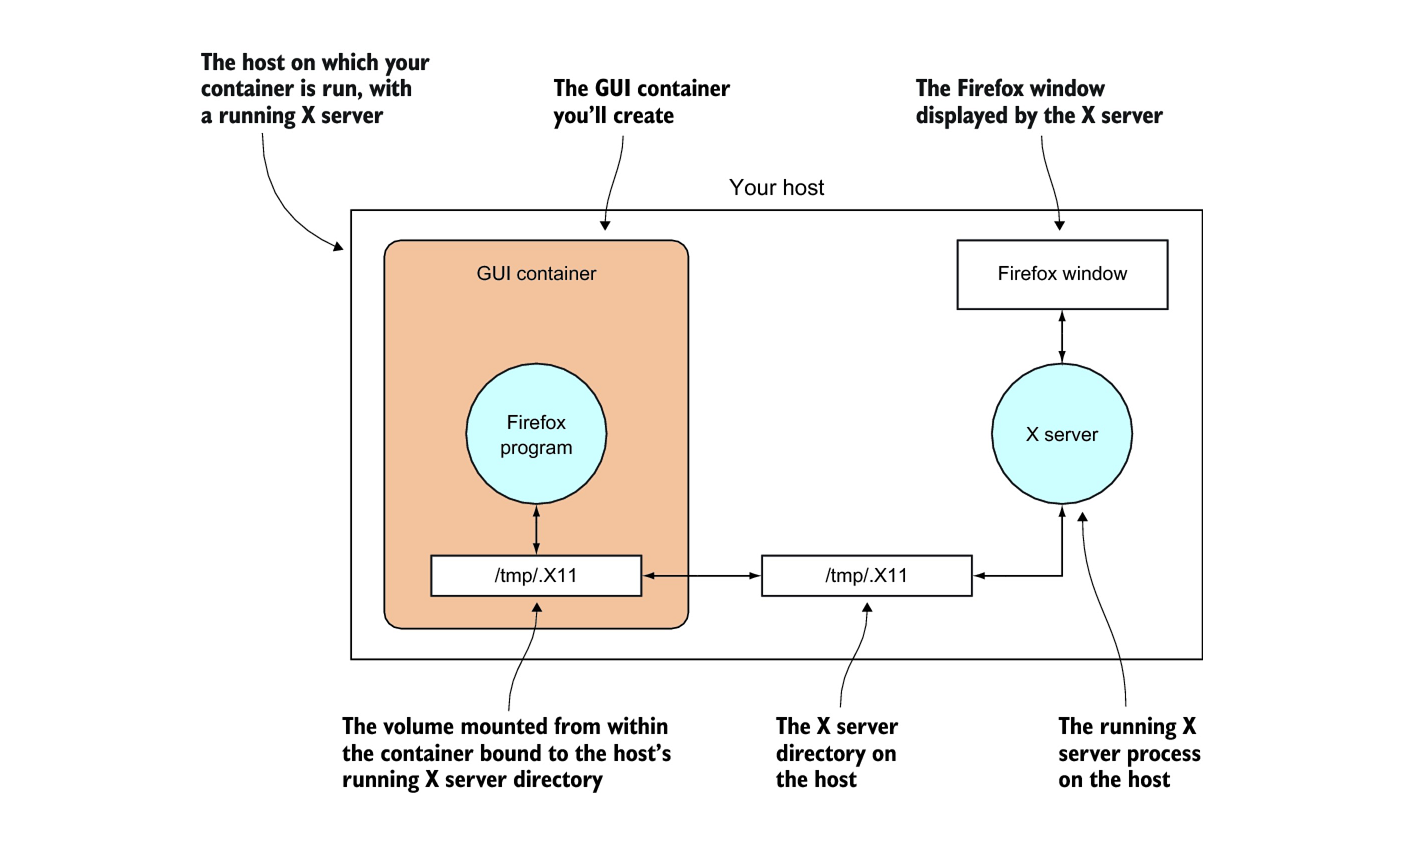 The host on which your
container is run, with
a running X server
The GUI container
you’ll create
The Firefox window
displayed by the X server
Your host
GUI container
Firefox window
Firefox
program
X server
/tmp/.X11
/tmp/.X11
The volume mounted from within
the container bound to the host’s
running X server directory
The X server
directory on
the host
The running X
server process
on the host